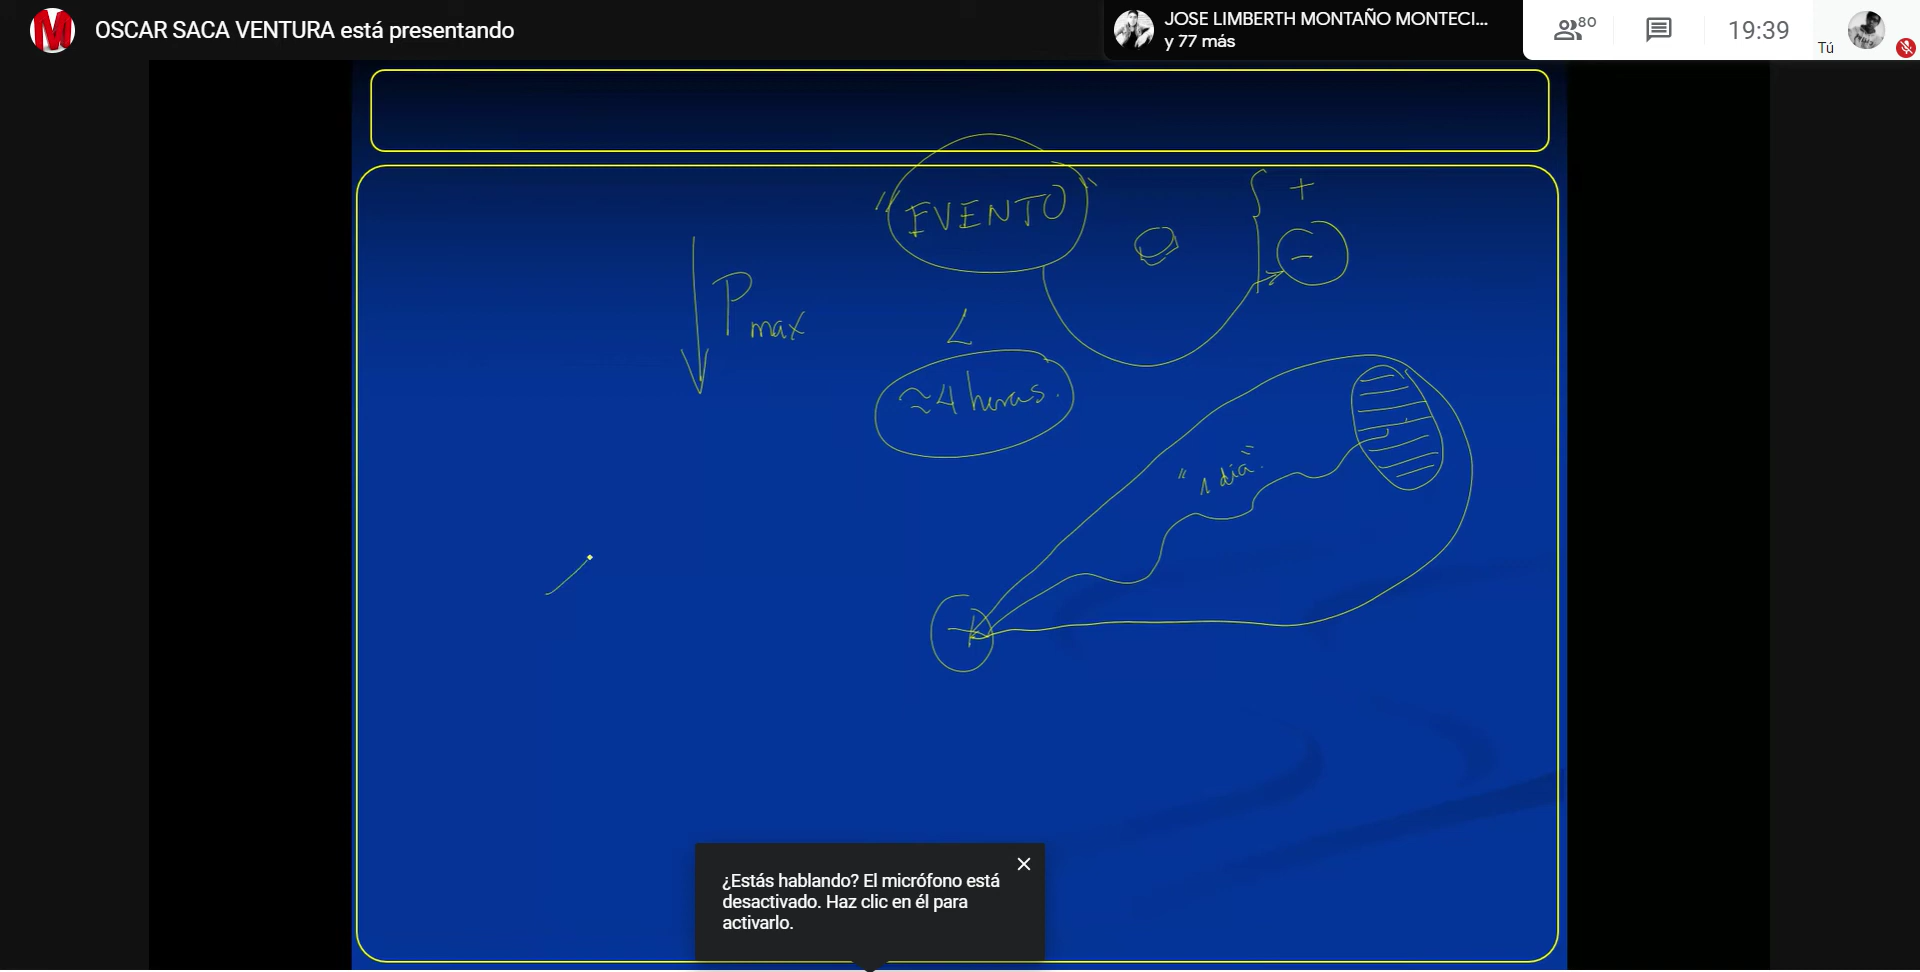 OSCAR SACA VENTURA está presentando
JOSE LIMBERTH MONTAÑO MONTECI...
y 77 más
80
19:39
Tú
"EVENTO"
+
-
Pmax
≈4 horas.
"1 día".
¿Estás hablando? El micrófono está
desactivado. Haz clic en él para
activarlo.